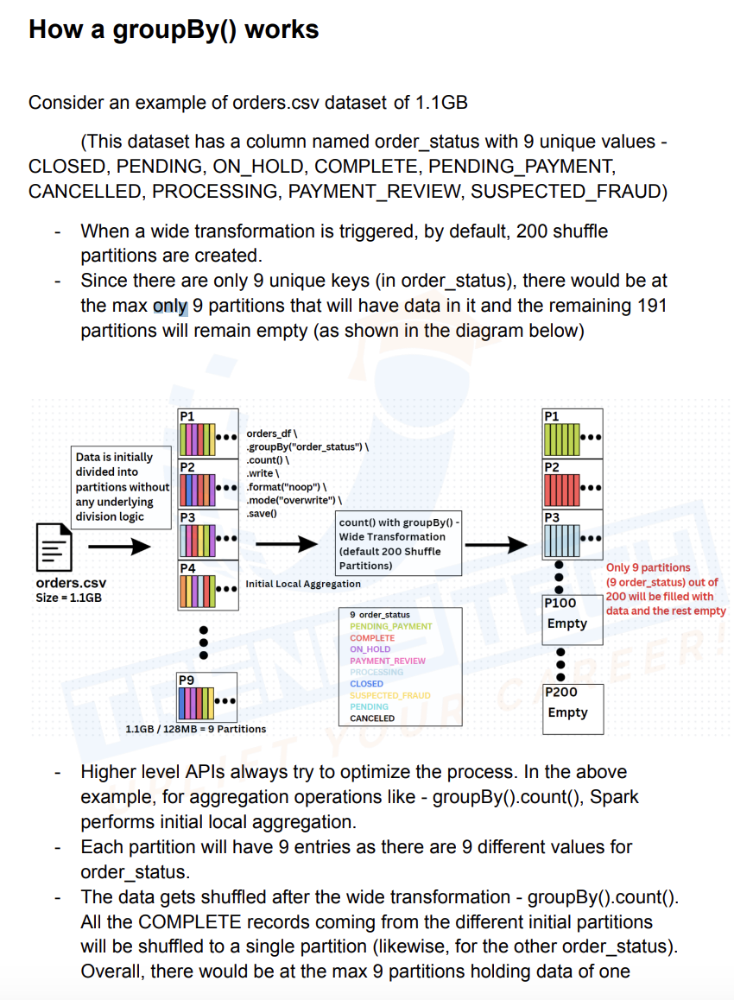 How a groupBy() works
Consider an example of orders.csv dataset of 1.1GB
(This dataset has a column named order_status with 9 unique values -
CLOSED, PENDING, ON_HOLD, COMPLETE, PENDING_PAYMENT,
CANCELLED, PROCESSING, PAYMENT_REVIEW, SUSPECTED_FRAUD)
- When a wide transformation is triggered, by default, 200 shuffle
partitions are created.
- Since there are only 9 unique keys (in order_status), there would be at
the max only 9 partitions that will have data in it and the remaining 191
partitions will remain empty (as shown in the diagram below)
Data is initially
divided into
partitions without
any underlying
division logic
orders.csv
Size = 1.1GB
P1
P2
P3
P4
P9
1.1GB / 128MB = 9 Partitions
orders_df \
.groupBy("order_status") \
.count() \
.write \
.format("noop") \
.mode("overwrite") \
.save()
Initial Local Aggregation
count() with groupBy() -
Wide Transformation
(default 200 Shuffle
Partitions)
9 order_status
PENDING_PAYMENT
COMPLETE
ON_HOLD
PAYMENT_REVIEW
PROCESSING
CLOSED
SUSPECTED_FRAUD
PENDING
CANCELED
P1
P2
P3
P100
Empty
P200
Empty
Only 9 partitions
(9 order_status) out of
200 will be filled with
data and the rest empty
TRENDYTECH
UPLIFT YOUR CAREER!
- Higher level APIs always try to optimize the process. In the above
example, for aggregation operations like - groupBy().count(), Spark
performs initial local aggregation.
- Each partition will have 9 entries as there are 9 different values for
order_status.
- The data gets shuffled after the wide transformation - groupBy().count().
All the COMPLETE records coming from the different initial partitions
will be shuffled to a single partition (likewise, for the other order_status).
Overall, there would be at the max 9 partitions holding data of one